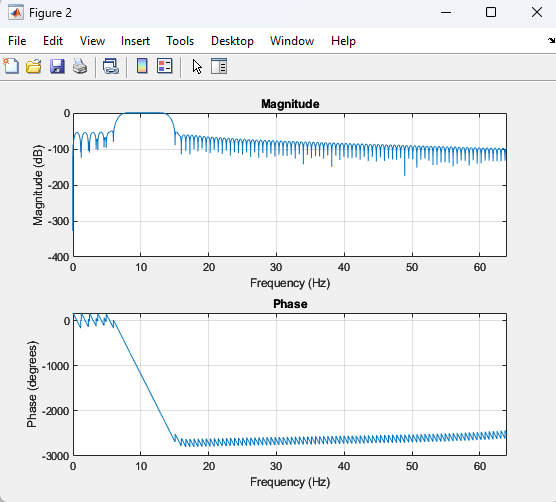 Figure 2
File Edit View Insert Tools Desktop Window Help
Magnitude
0
-100
-200
-300
-400
Magnitude (dB)
0 10 20 30 40 50 60
Frequency (Hz)
Phase
0
-1000
-2000
-3000
Phase (degrees)
0 10 20 30 40 50 60
Frequency (Hz)